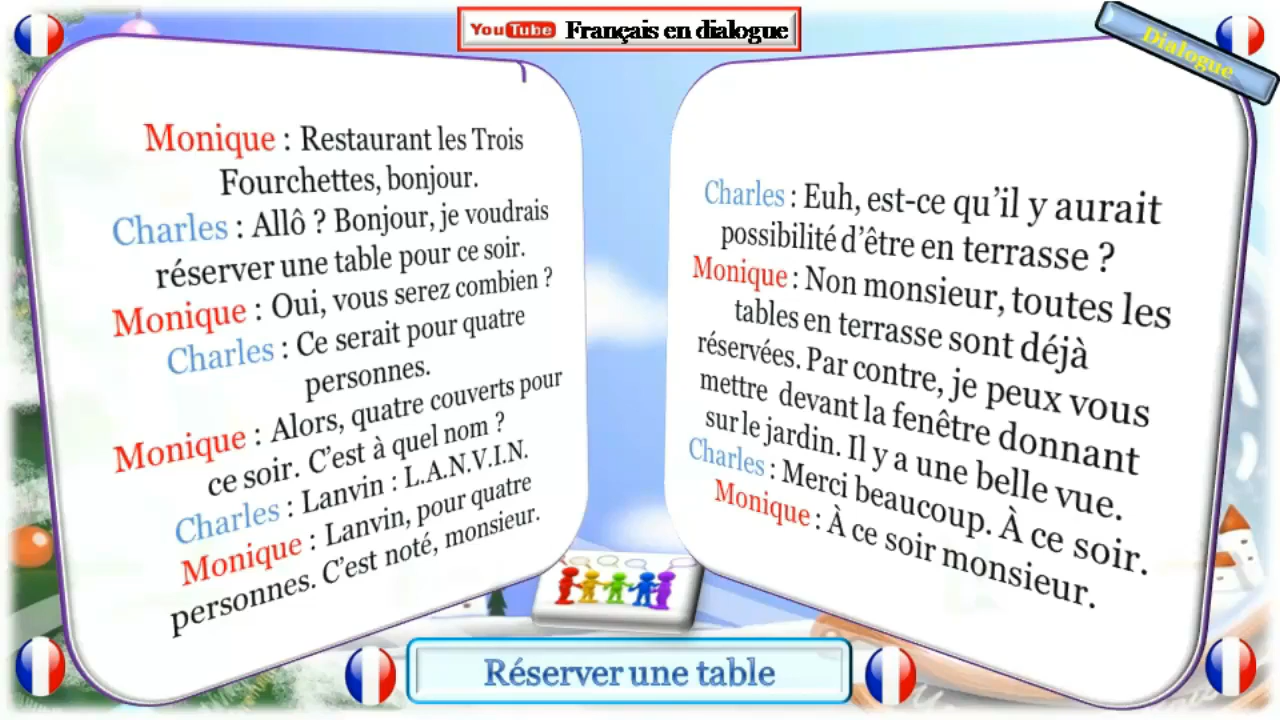 YouTube Français en dialogue
Dialogue
Monique : Restaurant les Trois
Fourchettes, bonjour.
Charles : Allô ? Bonjour, je voudrais
réserver une table pour ce soir.
Monique : Oui, vous serez combien ?
Charles : Ce serait pour quatre
personnes.
Monique : Alors, quatre couverts pour
ce soir. C’est à quel nom ?
Charles : Lanvin : L.A.N.V.I.N.
Monique : Lanvin, pour quatre
personnes. C’est noté, monsieur.
Charles : Euh, est-ce qu’il y aurait
possibilité d’être en terrasse ?
Monique : Non monsieur, toutes les
tables en terrasse sont déjà
réservées. Par contre, je peux vous
mettre devant la fenêtre donnant
sur le jardin. Il y a une belle vue.
Charles : Merci beaucoup. À ce soir.
Monique : À ce soir monsieur.
Réserver une table